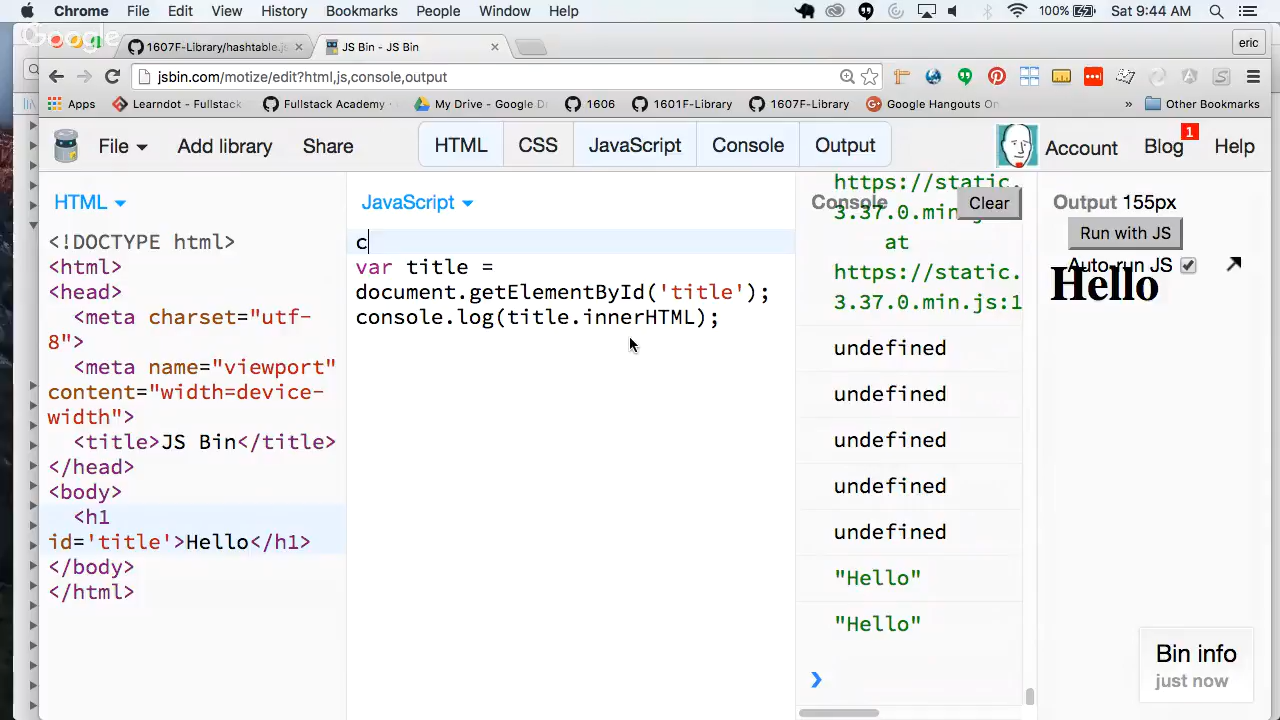 Chrome File Edit View History Bookmarks People Window Help 100% Sat 9:44 AM
Google
1607F-Library/hashtable.js JS Bin - JS Bin eric
jsbin.com/motize/edit?html,js,console,output
Apps Learndot - Fullstack Fullstack Academy My Drive - Google D 1606 1601F-Library 1607F-Library Google Hangouts On » Other Bookmarks
File Add library Share HTML CSS JavaScript Console Output Account Blog 1 Help
HTML
<!DOCTYPE html>
<html>
<head>
<meta charset="utf-
8">
<meta name="viewport"
content="width=device-
width">
<title>JS Bin</title>
</head>
<body>
<h1
id='title'>Hello</h1>
</body>
</html>
JavaScript
c
var title =
document.getElementById('title');
console.log(title.innerHTML);
Console Clear
https://static.
3.37.0.min.js
at
https://static.
3.37.0.min.js:1
undefined
undefined
undefined
undefined
undefined
"Hello"
"Hello"
❯
Output 155px
Run with JS
Auto-run JS
Hello
Bin info
just now